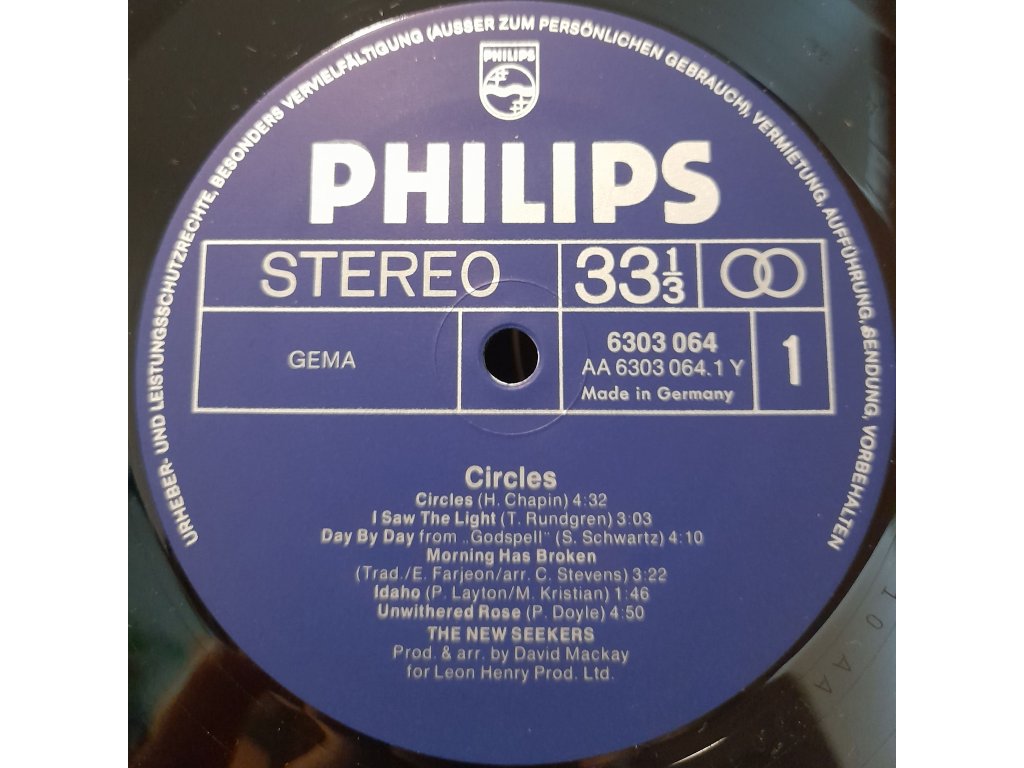 URHEBER- UND LEISTUNGSSCHUTZRECHTE, BESONDERS VERVIELFÄLTIGUNG (AUSSER ZUM PERSÖNLICHEN GEBRAUCH), VERMIETUNG, AUFFÜHRUNG, SENDUNG, VORBEHALTEN
PHILIPS
PHILIPS
STEREO
33 1/3
GEMA
6303 064
AA 6303 064.1 Y
Made in Germany
1
Circles
Circles (H. Chapin) 4:32
I Saw The Light (T. Rundgren) 3:03
Day By Day from „Godspell" (S. Schwartz) 4:10
Morning Has Broken
(Trad./E. Farjeon/arr. C. Stevens) 3:22
Idaho (P. Layton/M. Kristian) 1:46
Unwithered Rose (P. Doyle) 4:50
THE NEW SEEKERS
Prod. & arr. by David Mackay
for Leon Henry Prod. Ltd.
10 AA